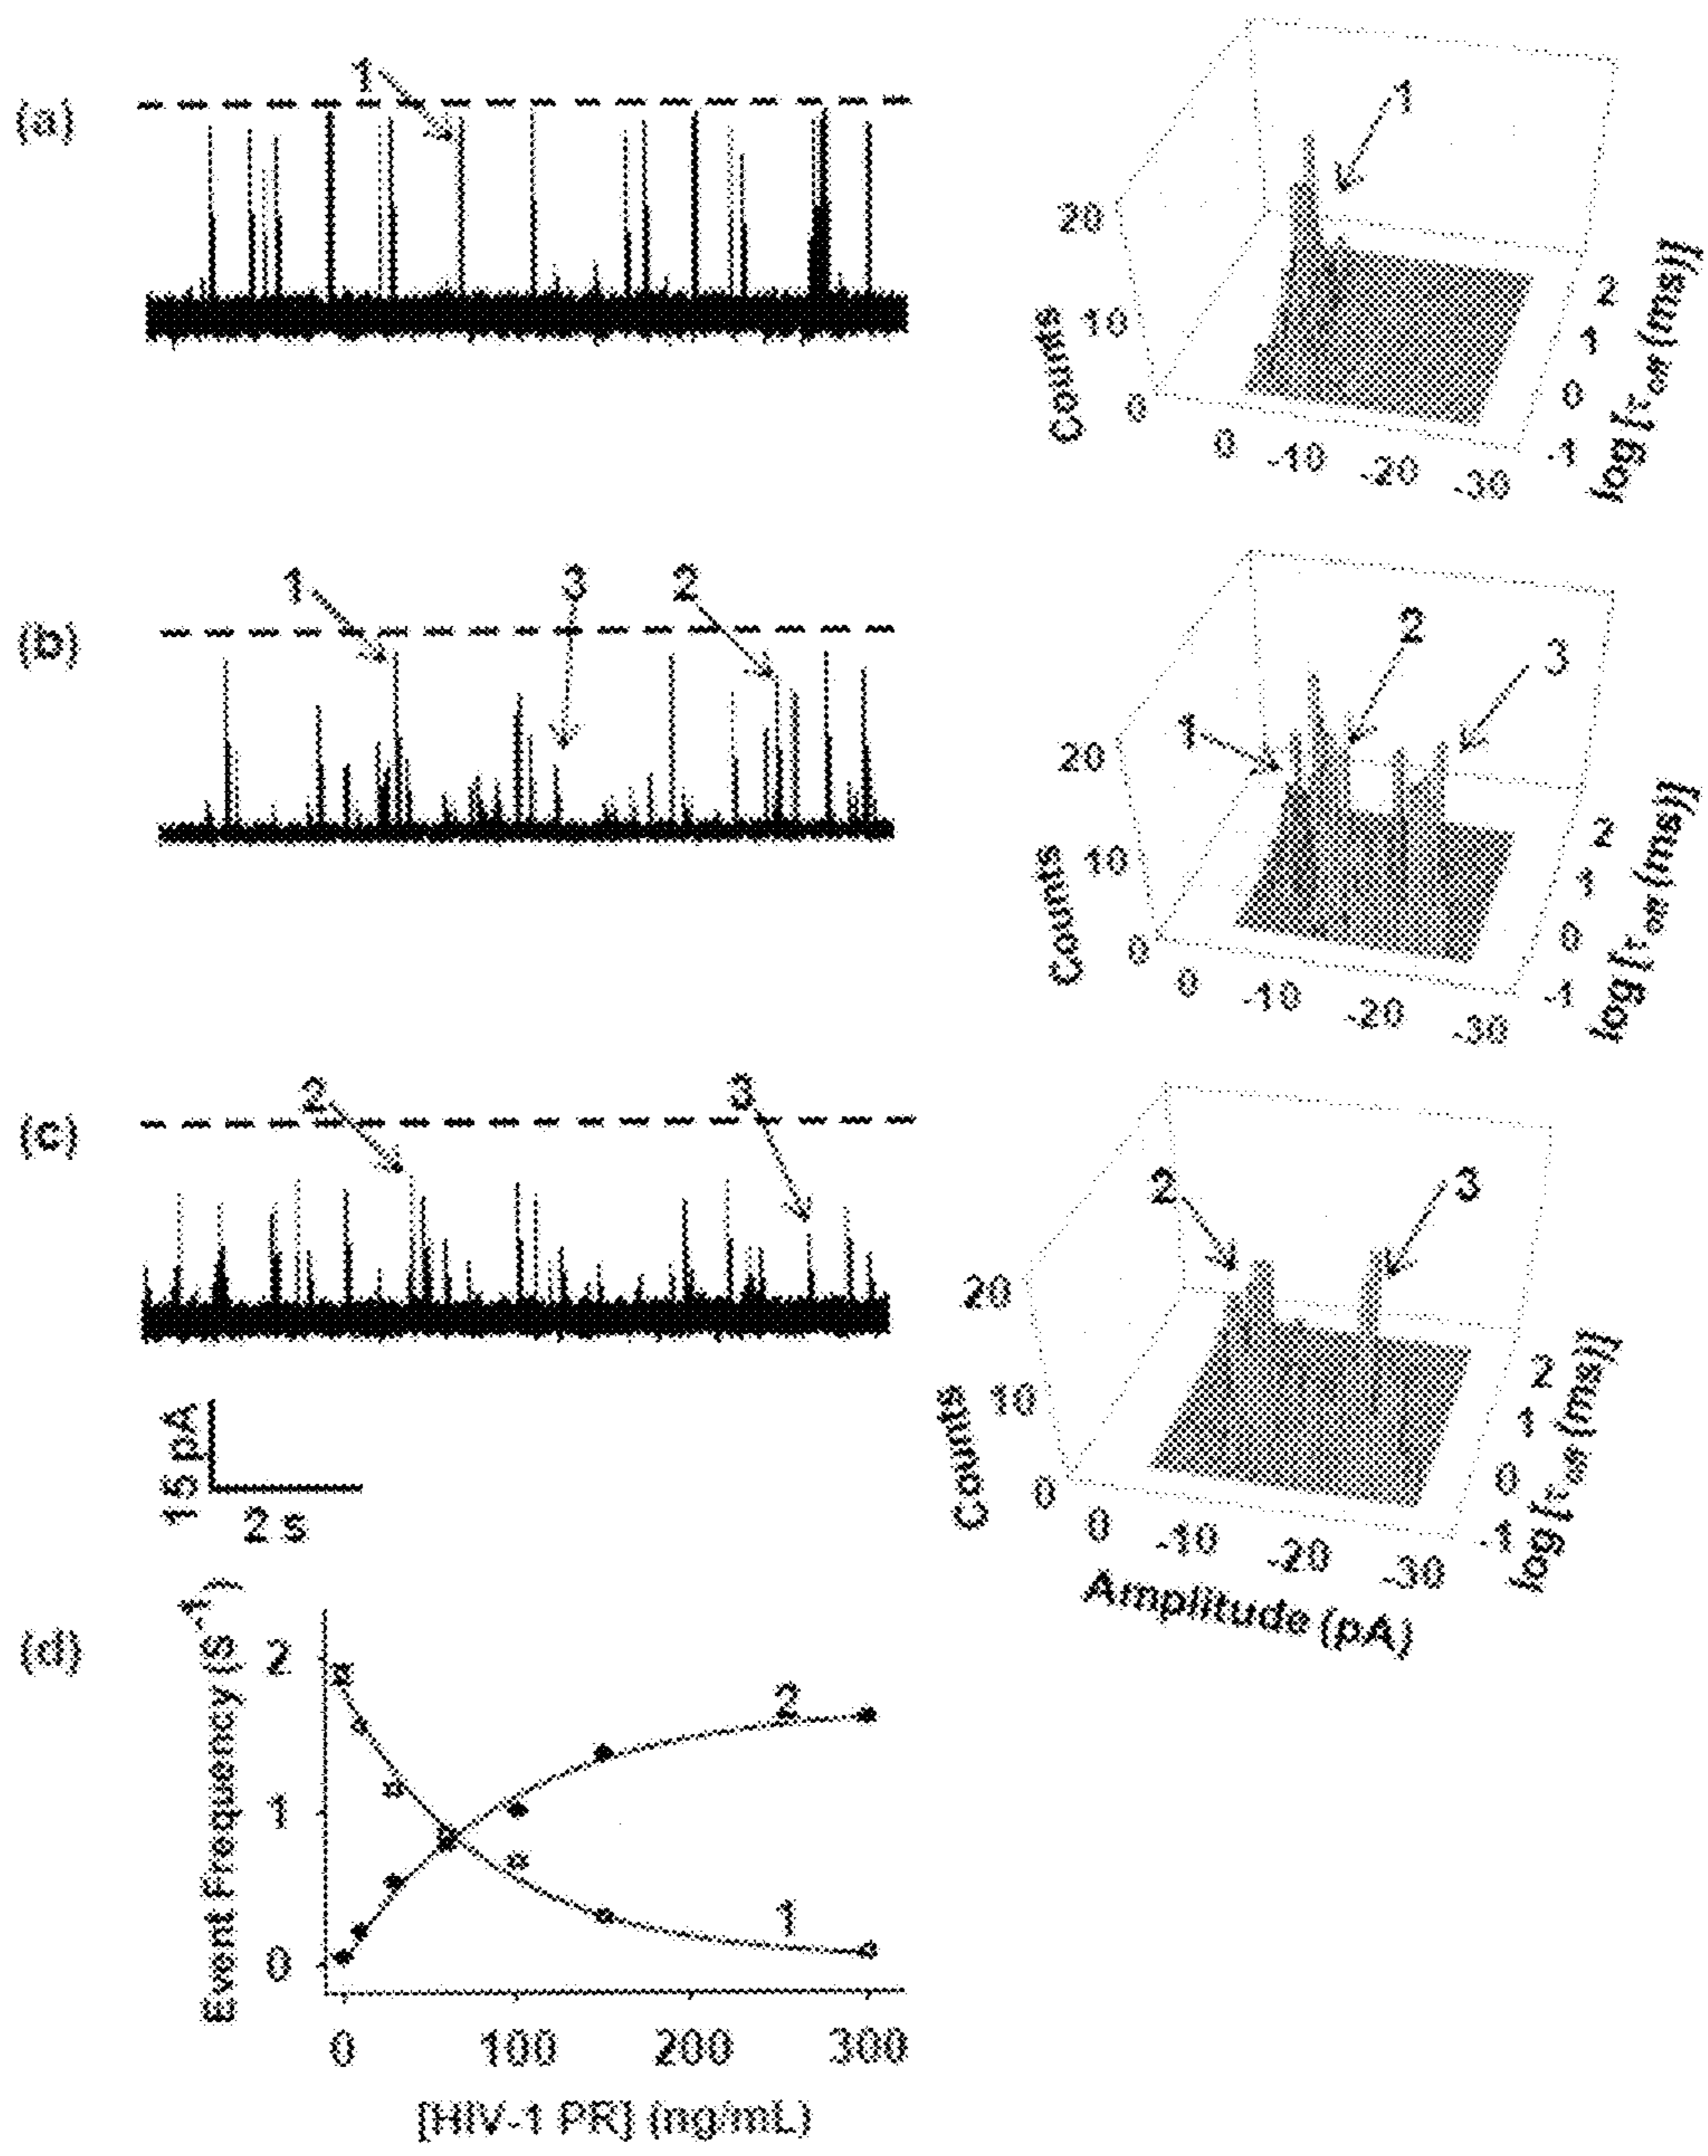 (a)
1
1
20
10
0
Counts
0 -10 -20 -30
-1 0 1 2
log [τoff (ms)]
(b)
1 3 2
1 2 3
20
10
0
Counts
0 -10 -20 -30
-1 0 1 2
log [τoff (ms)]
(c)
2 3
2 3
20
10
0
Counts
0 -10 -20 -30
Amplitude (pA)
-1 0 1 2
log [τoff (ms)]
15 pA
2 s
(d)
Event Frequency (S-1)
2
1
0
2
1
0 100 200 300
[HIV-1 PR] (ng/mL)